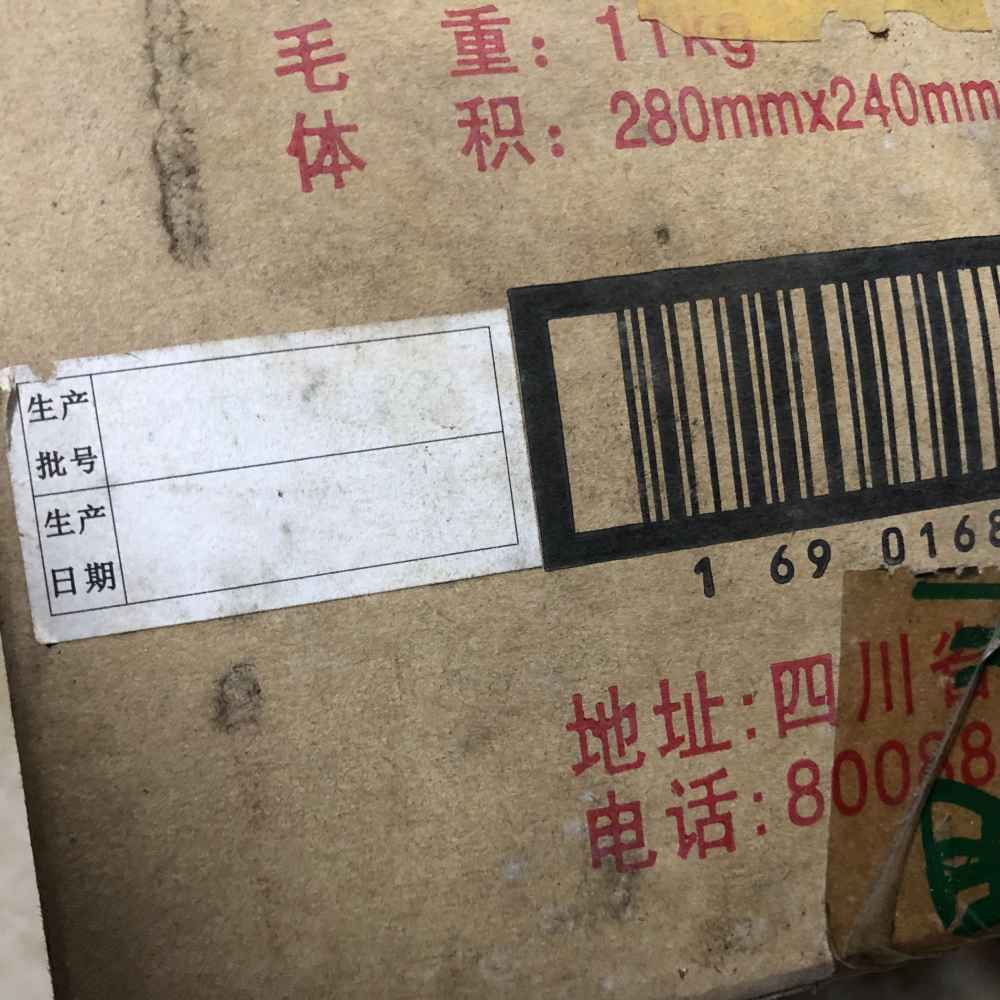 毛 重：11kg
体 积：280mmx240mm
生产
批号
生产
日期
1 69 0168
地址：四川省
电话：80088